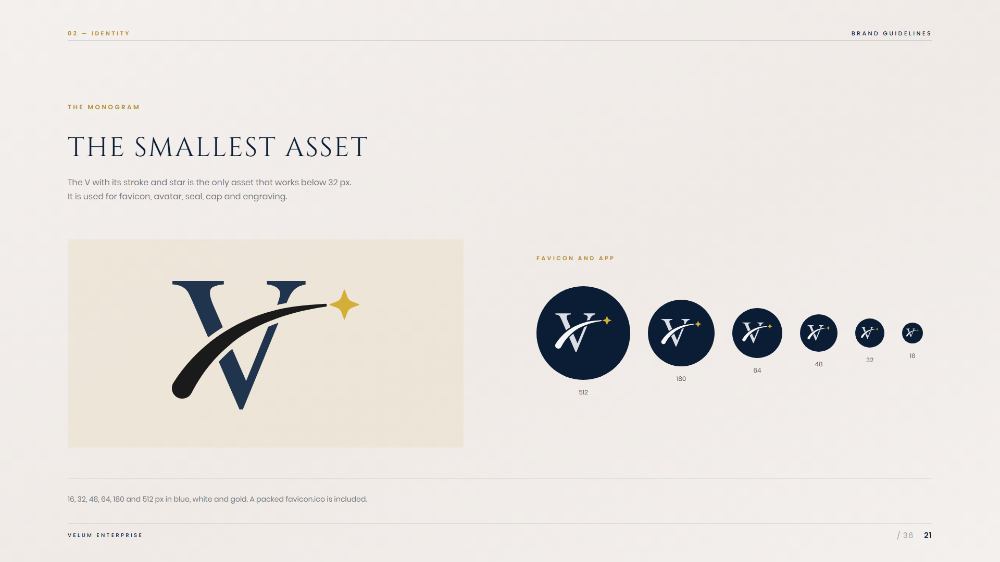 02 — IDENTITY
BRAND GUIDELINES
THE MONOGRAM
THE SMALLEST ASSET
The V with its stroke and star is the only asset that works below 32 px.
It is used for favicon, avatar, seal, cap and engraving.
FAVICON AND APP
512
180
64
48
32
16
16, 32, 48, 64, 180 and 512 px in blue, white and gold. A packed favicon.ico is included.
VELUM ENTERPRISE
/ 36 21